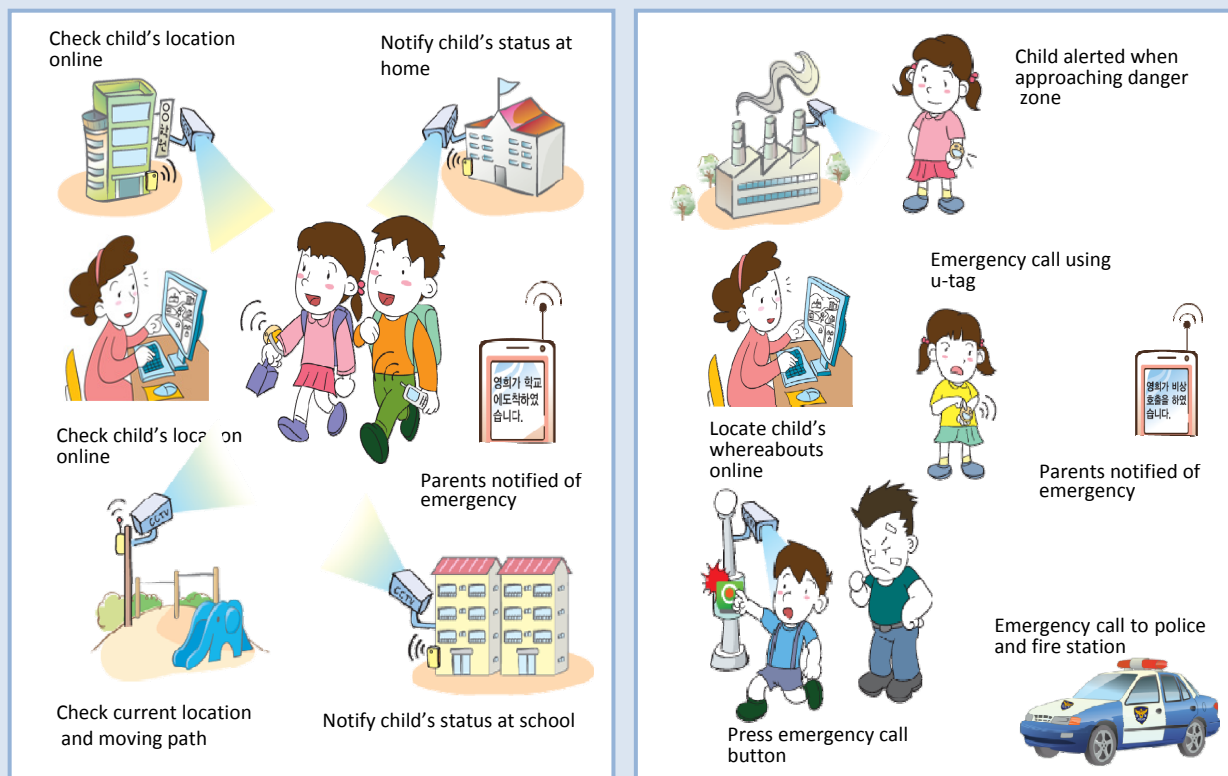 Check child's location
online
Notify child's status at
home
Check child's location
online
영희가 학교
에도착하였
습니다.
Parents notified of
emergency
CCTV
CCTV
Check current location
and moving path
Notify child's status at school
Child alerted when
approaching danger
zone
Emergency call using
u-tag
영희가 비상
호출을 하였
습니다.
Locate child's
whereabouts
online
Parents notified of
emergency
C
Emergency call to police
and fire station
Press emergency call
button